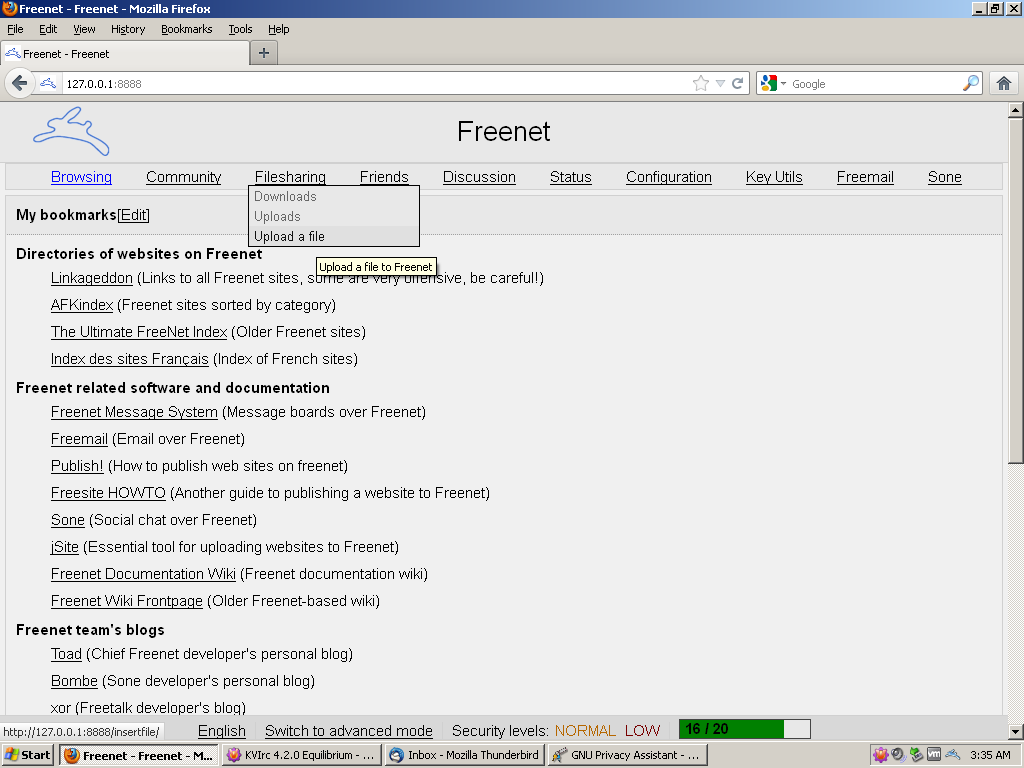 Freenet - Freenet - Mozilla Firefox
File Edit View History Bookmarks Tools Help
Freenet - Freenet
127.0.0.1:8888
Google
Freenet
Browsing Community Filesharing Friends Discussion Status Configuration Key Utils Freemail Sone
Downloads
Uploads
Upload a file
Upload a file to Freenet
My bookmarks[Edit]
Directories of websites on Freenet
Linkageddon (Links to all Freenet sites, some are very offensive, be careful!)
AFKindex (Freenet sites sorted by category)
The Ultimate FreeNet Index (Older Freenet sites)
Index des sites Français (Index of French sites)
Freenet related software and documentation
Freenet Message System (Message boards over Freenet)
Freemail (Email over Freenet)
Publish! (How to publish web sites on freenet)
Freesite HOWTO (Another guide to publishing a website to Freenet)
Sone (Social chat over Freenet)
jSite (Essential tool for uploading websites to Freenet)
Freenet Documentation Wiki (Freenet documentation wiki)
Freenet Wiki Frontpage (Older Freenet-based wiki)
Freenet team's blogs
Toad (Chief Freenet developer's personal blog)
Bombe (Sone developer's personal blog)
xor (Freetalk developer's blog)
http://127.0.0.1:8888/insertfile/
English Switch to advanced mode Security levels: NORMAL LOW 16 / 20
Start Freenet - Freenet - M... KVIrc 4.2.0 Equilibrium - ... Inbox - Mozilla Thunderbird GNU Privacy Assistant - ... 3:35 AM